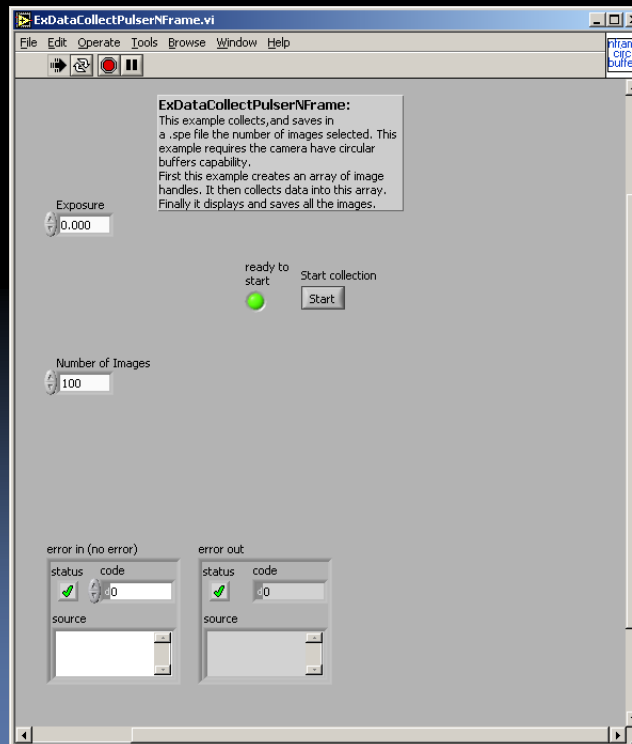 ExDataCollectPulserNFrame.vi
File Edit Operate Tools Browse Window Help
circ
buffe
ExDataCollectPulserNFrame:
This example collects,and saves in
a .spe file the number of images selected. This
example requires the camera have circular
buffers capability.
First this example creates an array of image
handles. It then collects data into this array.
Finally it displays and saves all the images.
Exposure
0.000
ready to
start
Start collection
Start
Number of Images
100
error in (no error)
status code
d0
source
error out
status code
d0
source